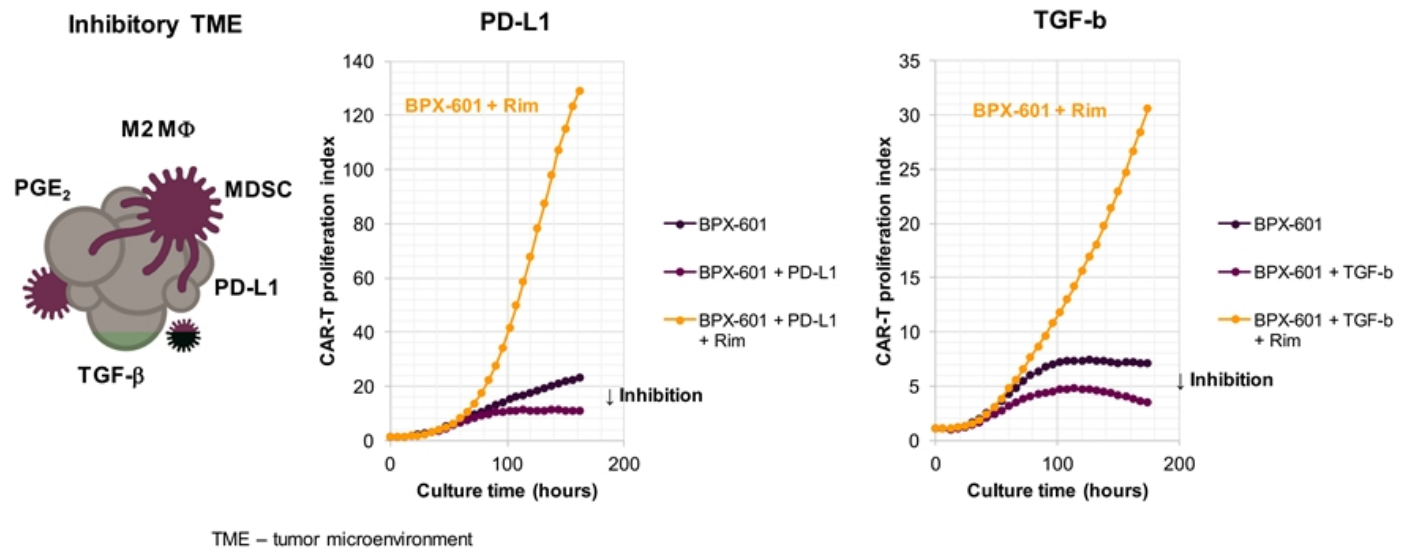 Inhibitory TME
M2 MΦ
PGE₂
MDSC
PD-L1
TGF-β
PD-L1
140
120
100
80
60
40
20
0
CAR-T proliferation index
BPX-601 + Rim
0
100
200
Culture time (hours)
BPX-601
BPX-601 + PD-L1
BPX-601 + PD-L1
+ Rim
↓ Inhibition
TGF-b
35
30
25
20
15
10
5
0
CAR-T proliferation index
BPX-601 + Rim
0
100
200
Culture time (hours)
BPX-601
BPX-601 + TGF-b
BPX-601 + TGF-b
+ Rim
↓ Inhibition
TME – tumor microenvironment